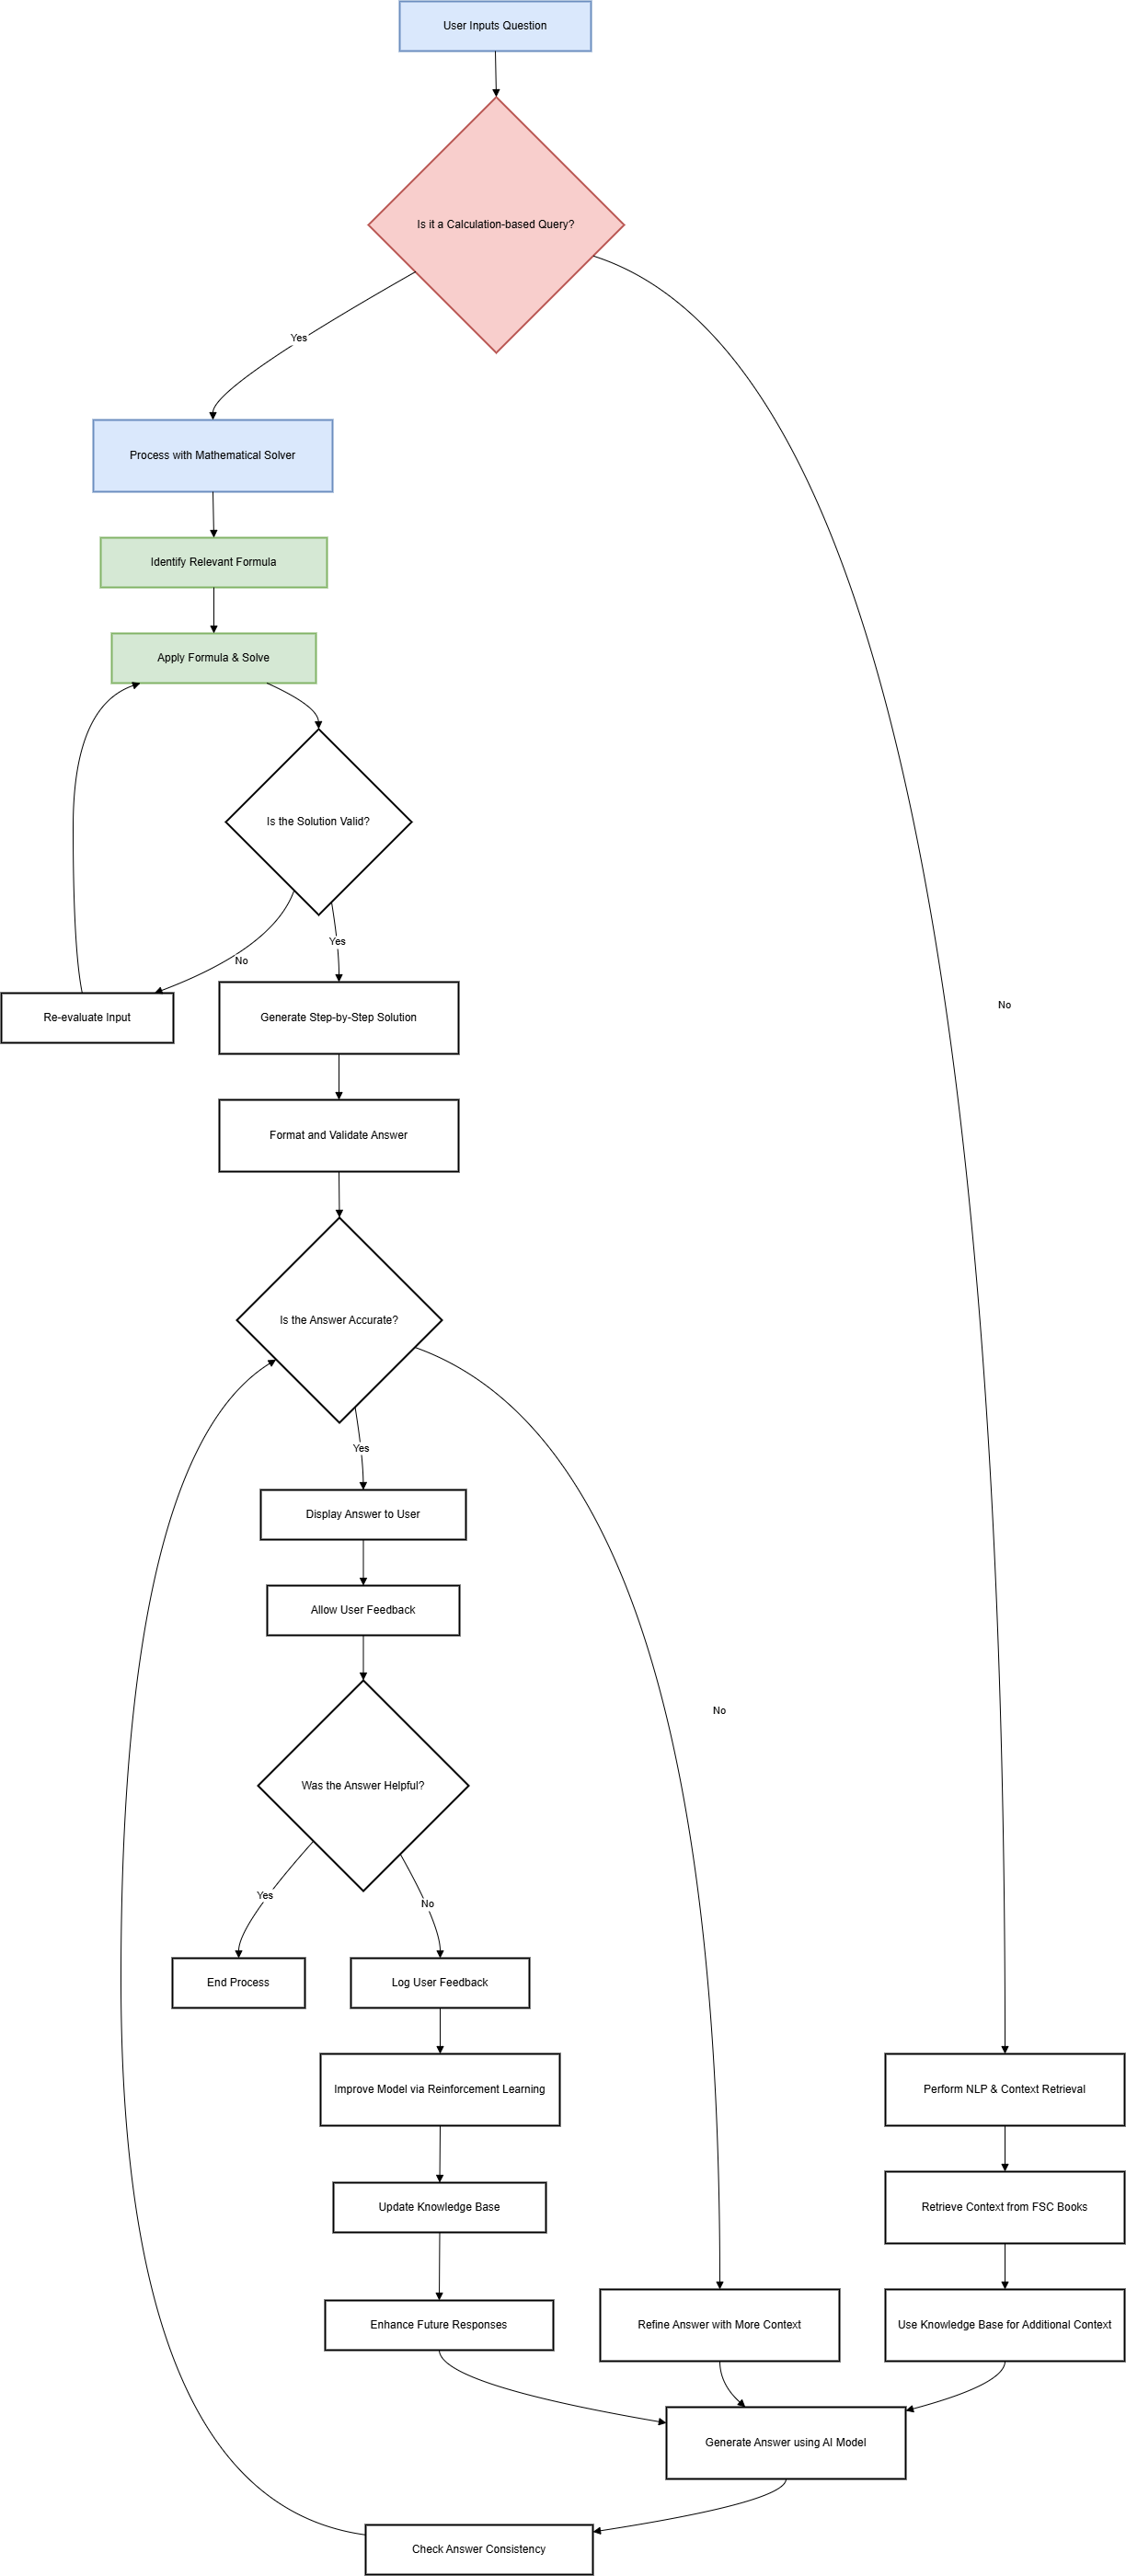 User Inputs Question
Is it a Calculation-based Query?
Yes
Process with Mathematical Solver
Identify Relevant Formula
Apply Formula & Solve
Is the Solution Valid?
Yes
No
No
Re-evaluate Input
Generate Step-by-Step Solution
Format and Validate Answer
Is the Answer Accurate?
Yes
Display Answer to User
Allow User Feedback
No
Was the Answer Helpful?
Yes
No
End Process
Log User Feedback
Improve Model via Reinforcement Learning
Perform NLP & Context Retrieval
Update Knowledge Base
Retrieve Context from FSC Books
Enhance Future Responses
Refine Answer with More Context
Use Knowledge Base for Additional Context
Generate Answer using AI Model
Check Answer Consistency